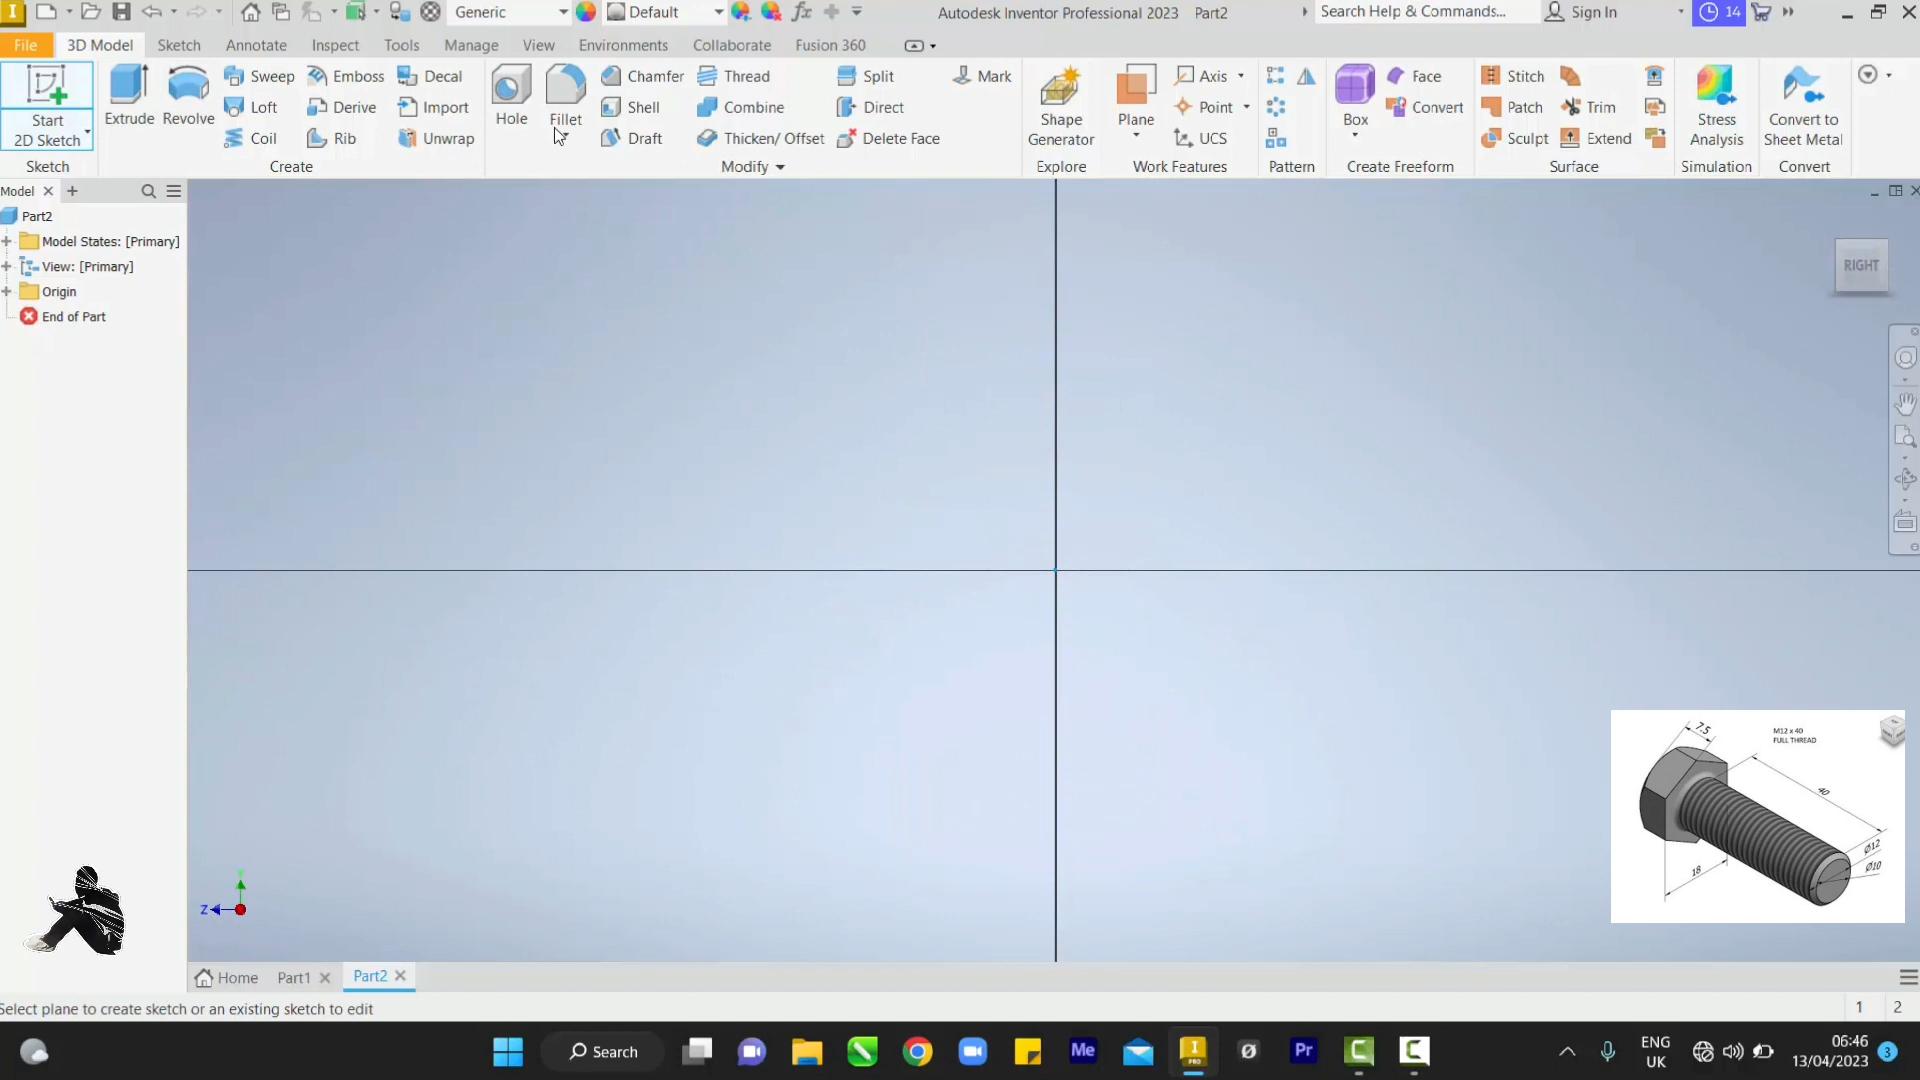 Generic
Default
Autodesk Inventor Professional 2023 Part2
Search Help & Commands...
Sign In
14
File
3D Model
Sketch
Annotate
Inspect
Tools
Manage
View
Environments
Collaborate
Fusion 360
Start
2D Sketch
Sketch
Extrude
Revolve
Sweep
Loft
Coil
Emboss
Derive
Rib
Decal
Import
Unwrap
Create
Hole
Fillet
Chamfer
Shell
Draft
Thread
Combine
Thicken/ Offset
Split
Direct
Delete Face
Modify
Mark
Shape
Generator
Explore
Plane
Axis
Point
UCS
Work Features
Pattern
Box
Face
Convert
Create Freeform
Stitch
Patch
Sculpt
Trim
Extend
Surface
Stress
Analysis
Simulation
Convert to
Sheet Metal
Convert
Model
Part2
Model States: [Primary]
View: [Primary]
Origin
End of Part
RIGHT
Z
7.5
M12 x 40
FULL THREAD
40
18
Ø12
Ø10
Home
Part1
Part2
Select plane to create sketch or an existing sketch to edit
1 2
Search
Me
I
PRO
Pr
ENG
UK
06:46
13/04/2023
3